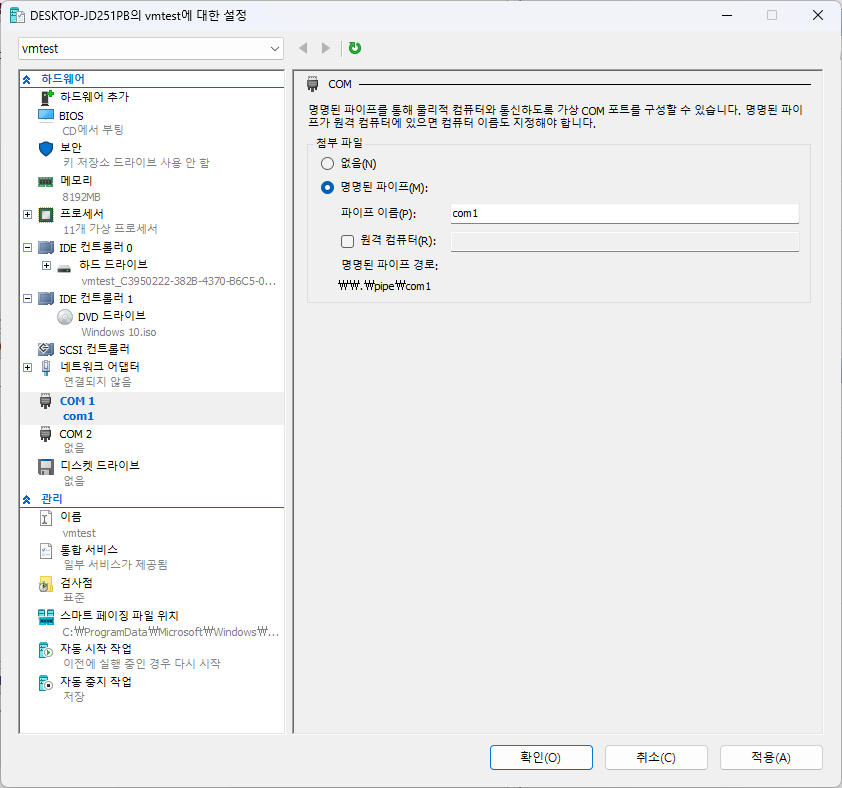 DESKTOP-JD251PB의 vmtest에 대한 설정
vmtest
하드웨어
하드웨어 추가
BIOS
CD에서 부팅
보안
키 저장소 드라이브 사용 안 함
메모리
8192MB
프로세서
11개 가상 프로세서
IDE 컨트롤러 0
하드 드라이브
vmtest_C3950222-382B-4370-B6C5-0...
IDE 컨트롤러 1
DVD 드라이브
Windows 10.iso
SCSI 컨트롤러
네트워크 어댑터
연결되지 않음
COM 1
com1
COM 2
없음
디스켓 드라이브
없음
관리
이름
vmtest
통합 서비스
일부 서비스가 제공됨
검사점
표준
스마트 페이징 파일 위치
C:₩ProgramData₩Microsoft₩Windows₩...
자동 시작 작업
이전에 실행 중인 경우 다시 시작
자동 중지 작업
저장
COM
명명된 파이프를 통해 물리적 컴퓨터와 통신하도록 가상 COM 포트를 구성할 수 있습니다. 명명된 파이
프가 원격 컴퓨터에 있으면 컴퓨터 이름도 지정해야 합니다.
첨부 파일
없음(N)
명명된 파이프(M):
파이프 이름(P):
com1
원격 컴퓨터(R):
명명된 파이프 경로:
₩₩.₩pipe₩com1
확인(O)
취소(C)
적용(A)